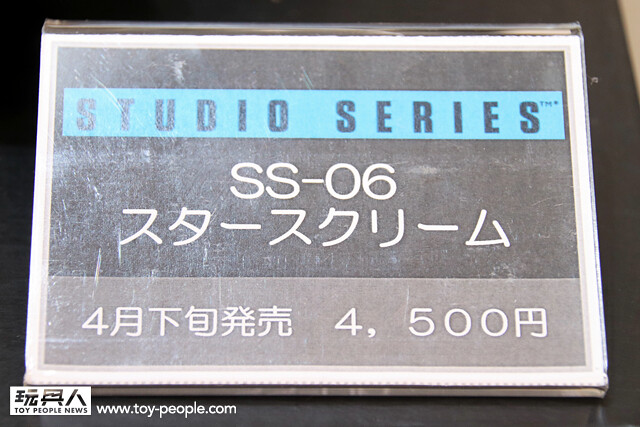 STUDIO SERIES™
SS-06
スタースクリーム
4月下旬発売　4，500円
玩具人
TOY PEOPLE NEWS
www.toy-people.com